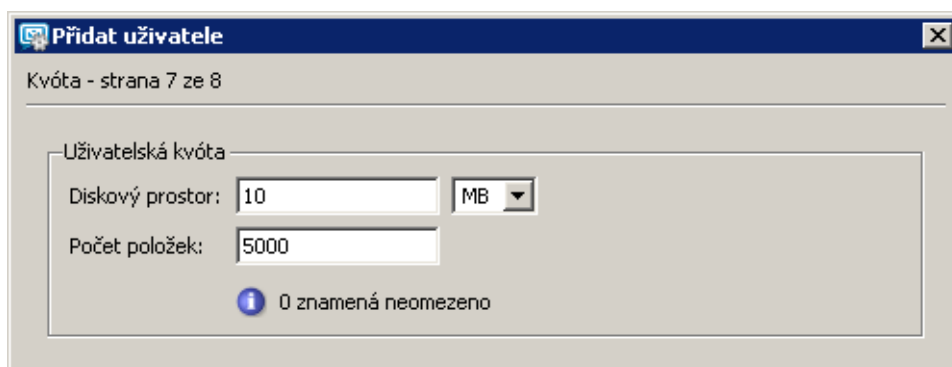 Přidat uživatele
Kvóta - strana 7 ze 8
Uživatelská kvóta
Diskový prostor: 10 MB
Počet položek: 5000
0 znamená neomezeno